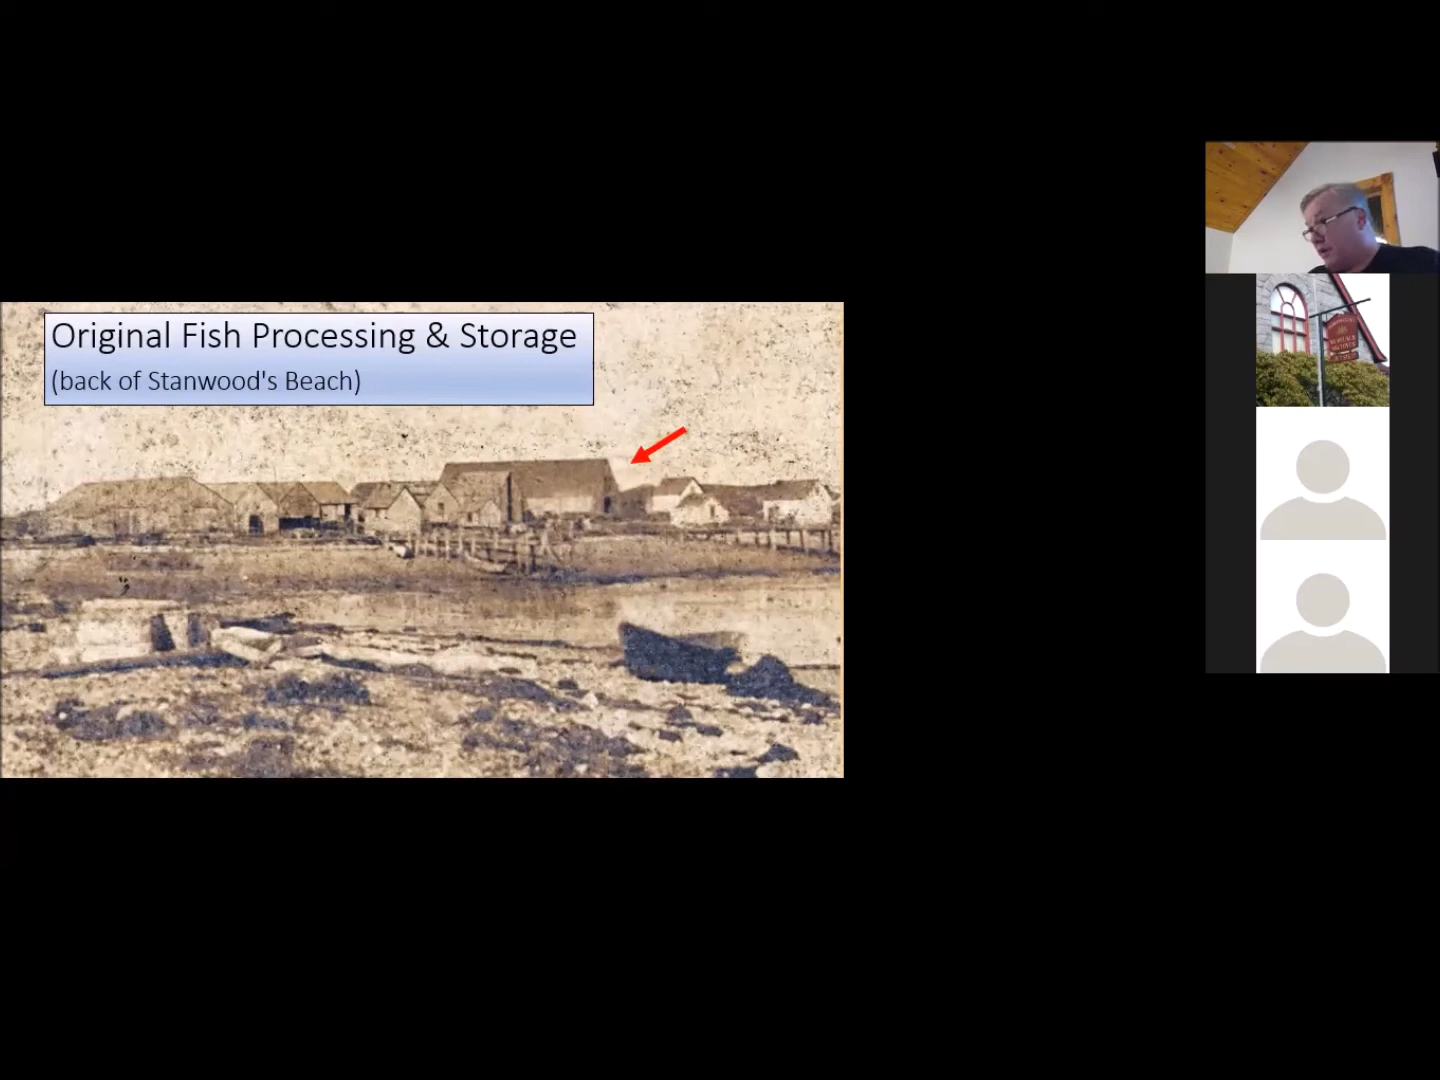 Original Fish Processing & Storage
(back of Stanwood's Beach)